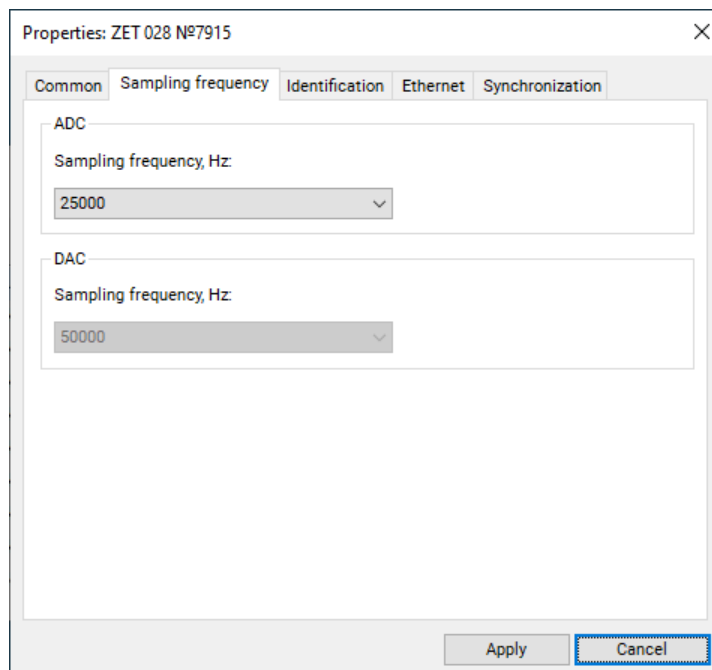 Properties: ZET 028 №7915
Common Sampling frequency Identification Ethernet Synchronization
ADC
Sampling frequency, Hz:
25000
DAC
Sampling frequency, Hz:
50000
Apply Cancel